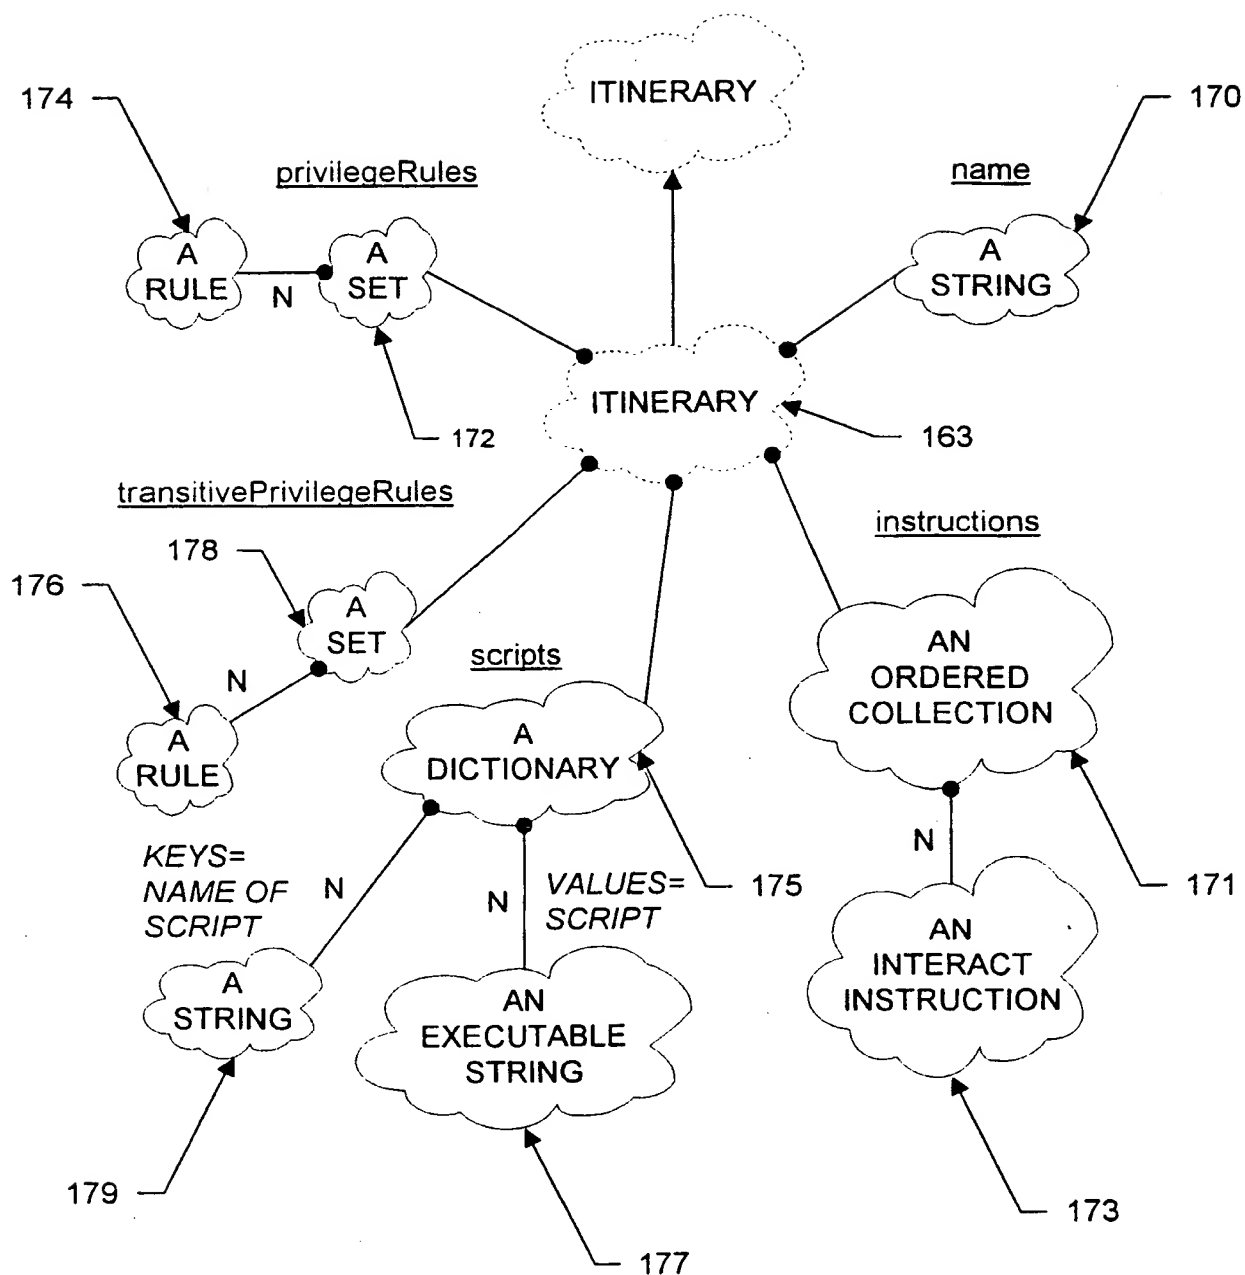 ITINERARY
174
170
privilegeRules
name
A
RULE
N
A
SET
A
STRING
ITINERARY
172
163
transitivePrivilegeRules
178
176
A
SET
N
A
RULE
instructions
AN
ORDERED
COLLECTION
scripts
A
DICTIONARY
KEYS=
NAME OF
SCRIPT
N
N
VALUES=
SCRIPT
175
N
171
A
STRING
AN
EXECUTABLE
STRING
AN
INTERACT
INSTRUCTION
179
177
173